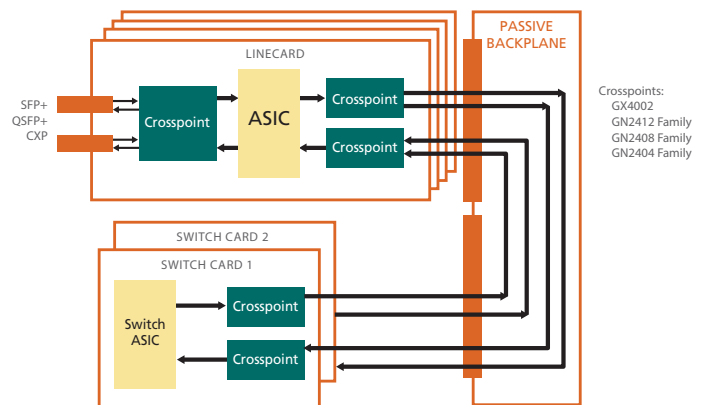 PASSIVE
BACKPLANE
LINECARD
SFP+
QSFP+
CXP
Crosspoint
ASIC
Crosspoint
Crosspoint
Crosspoints:
GX4002
GN2412 Family
GN2408 Family
GN2404 Family
SWITCH CARD 2
SWITCH CARD 1
Switch
ASIC
Crosspoint
Crosspoint